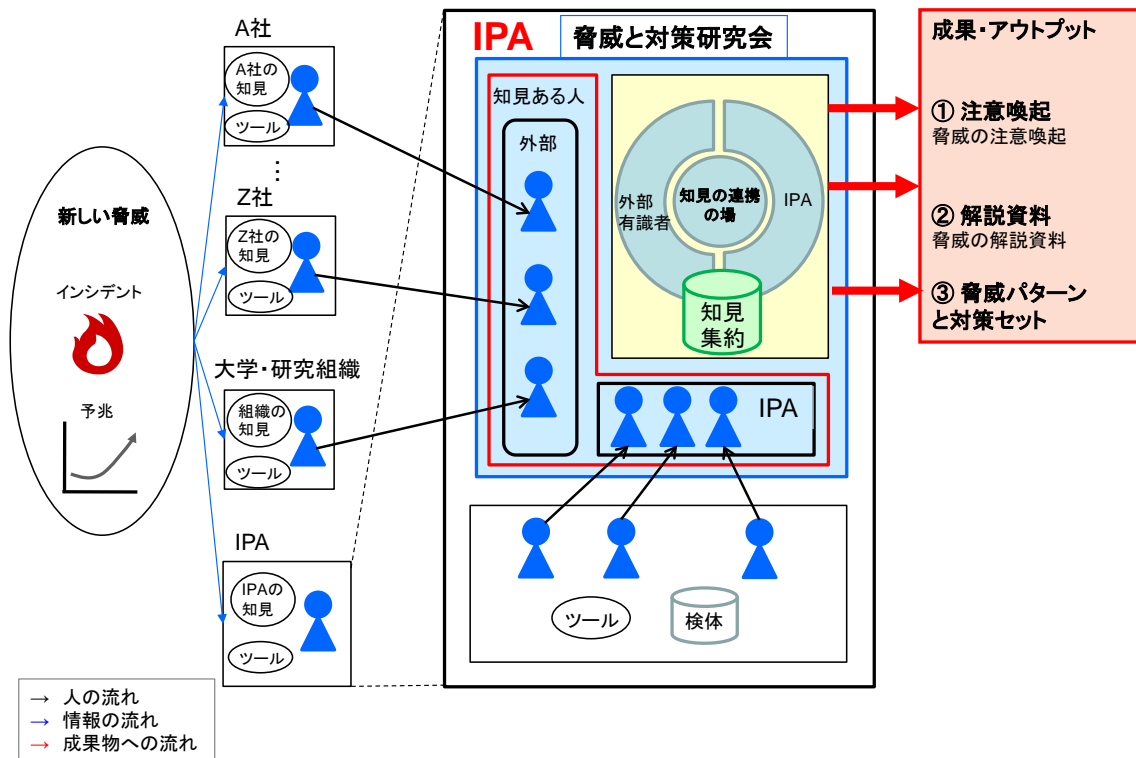 新しい脅威
インシデント
予兆
A社
A社の
知見
ツール
…
Z社
Z社の
知見
ツール
大学・研究組織
組織の
知見
ツール
IPA
IPAの
知見
ツール
IPA
脅威と対策研究会
知見ある人
外部
外部
有識者
知見の連携
の場
IPA
知見
集約
IPA
ツール
検体
成果・アウトプット
① 注意喚起
脅威の注意喚起
② 解説資料
脅威の解説資料
③ 脅威パターン
と対策セット
→ 人の流れ
→ 情報の流れ
→ 成果物への流れ